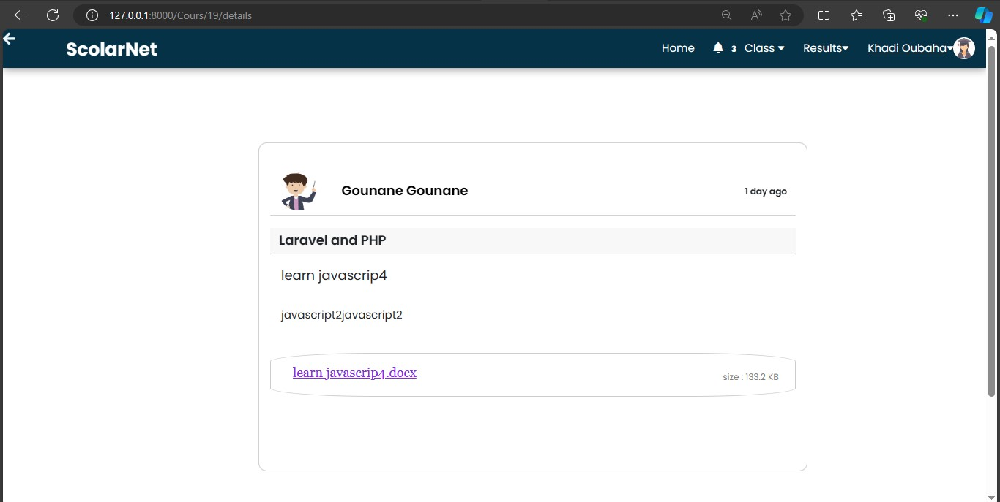 127.0.0.1:8000/Cours/19/details
ScolarNet
Home 3 Class Results Khadi Oubaha
Gounane Gounane 1 day ago
Laravel and PHP
learn javascrip4
javascript2javascript2
learn javascrip4.docx size : 133.2 KB